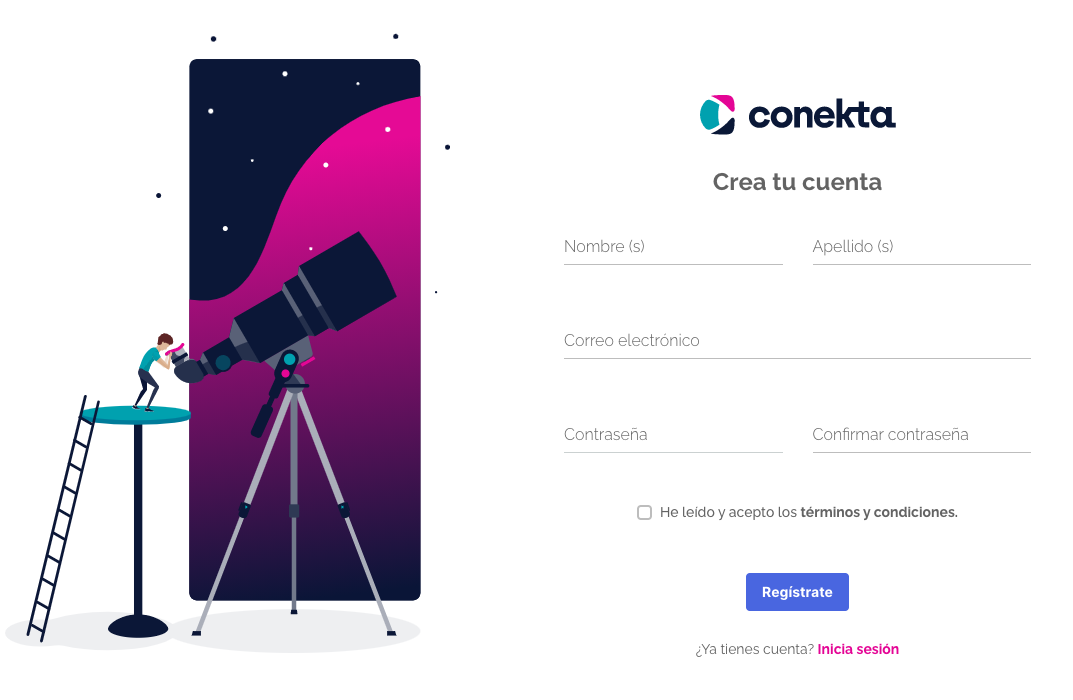 conekta
Crea tu cuenta
Nombre (s) Apellido (s)
Correo electrónico
Contraseña Confirmar contraseña
He leído y acepto los términos y condiciones.
Regístrate
¿Ya tienes cuenta? Inicia sesión